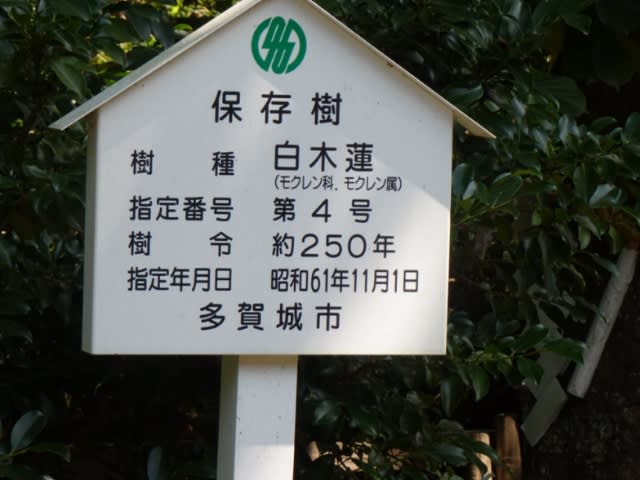 保存樹
樹種 白木蓮
(モクレン科、モクレン属)
指定番号 第4号
樹令 約250年
指定年月日 昭和61年11月1日
多賀城市